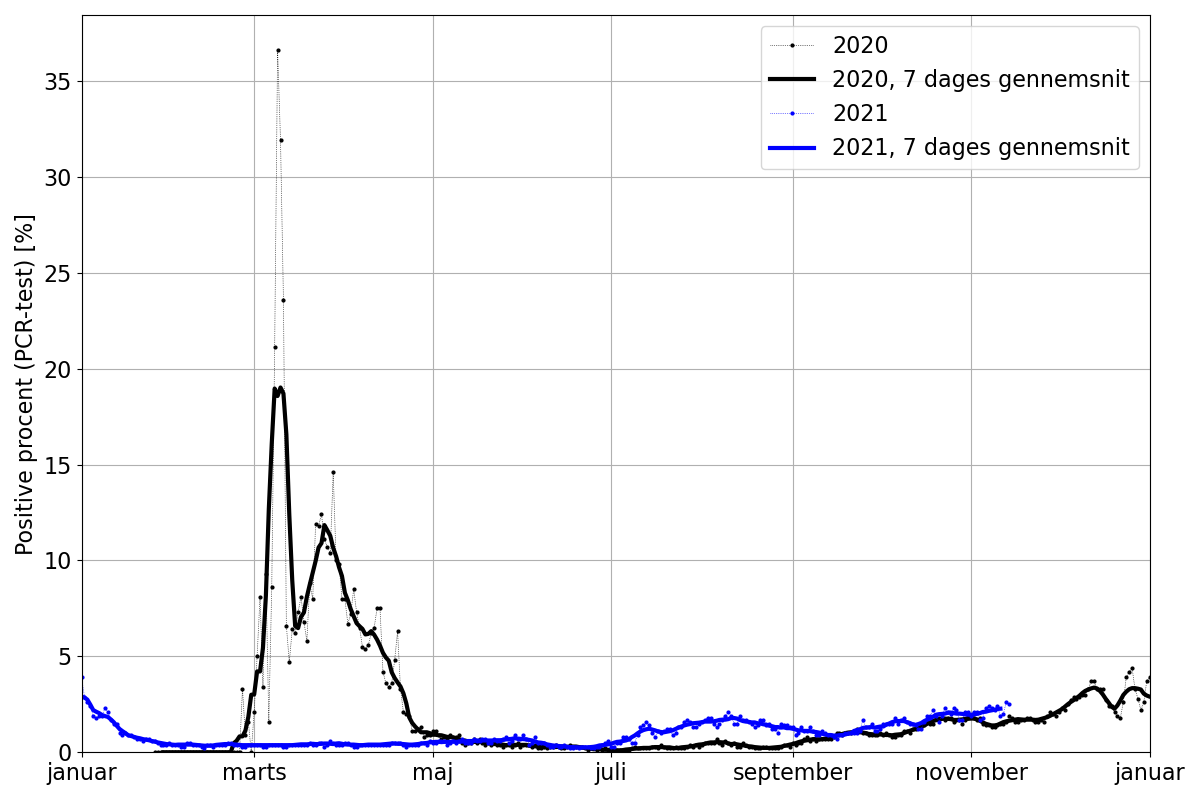 2020
2020, 7 dages gennemsnit
2021
2021, 7 dages gennemsnit
Positive procent (PCR-test) [%]
35
30
25
20
15
10
5
0
januar marts maj juli september november januar